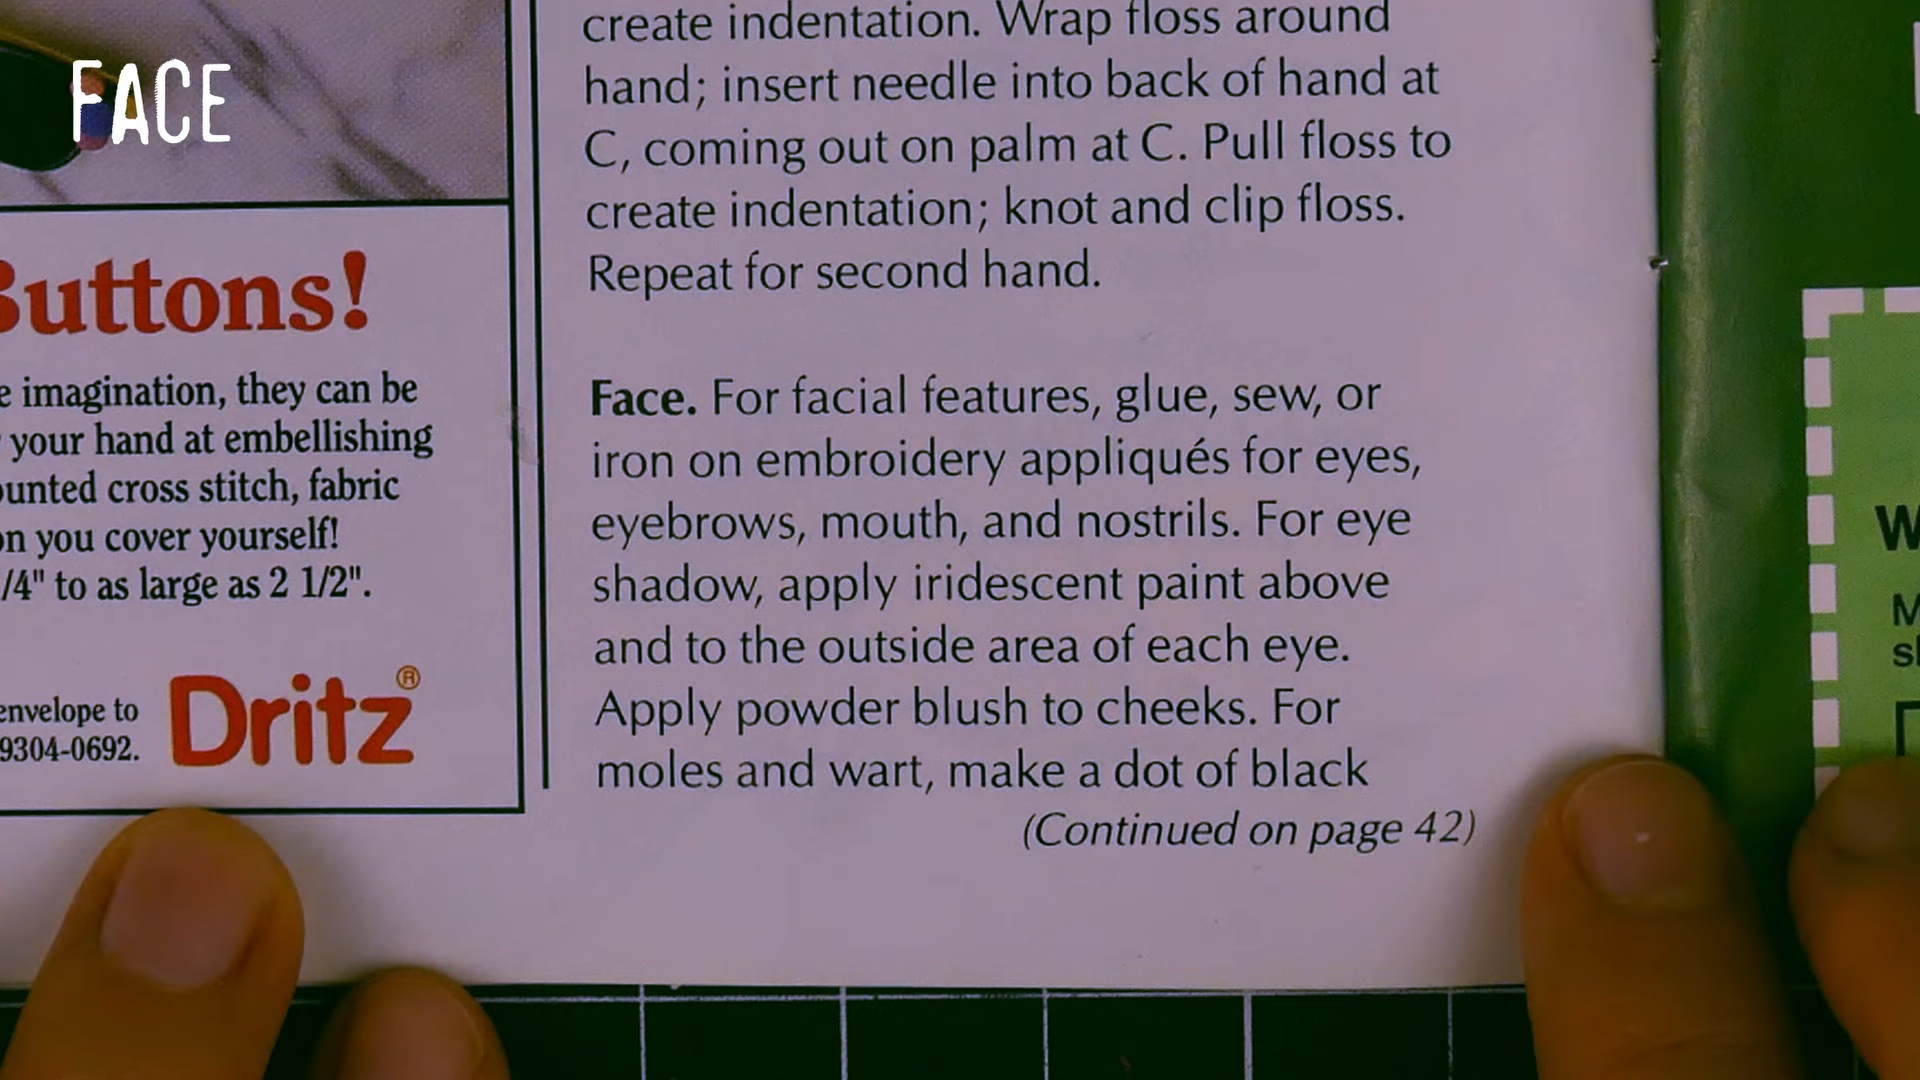 FACE
Buttons!
imagination, they can be
your hand at embellishing
cross stitch, fabric
you cover yourself!
/4" to as large as 2 1/2".
envelope to
9304-0692.
Dritz®
create indentation. Wrap floss around
hand; insert needle into back of hand at
C, coming out on palm at C. Pull floss to
create indentation; knot and clip floss.
Repeat for second hand.
Face. For facial features, glue, sew, or
iron on embroidery appliqués for eyes,
eyebrows, mouth, and nostrils. For eye
shadow, apply iridescent paint above
and to the outside area of each eye.
Apply powder blush to cheeks. For
moles and wart, make a dot of black
(Continued on page 42)